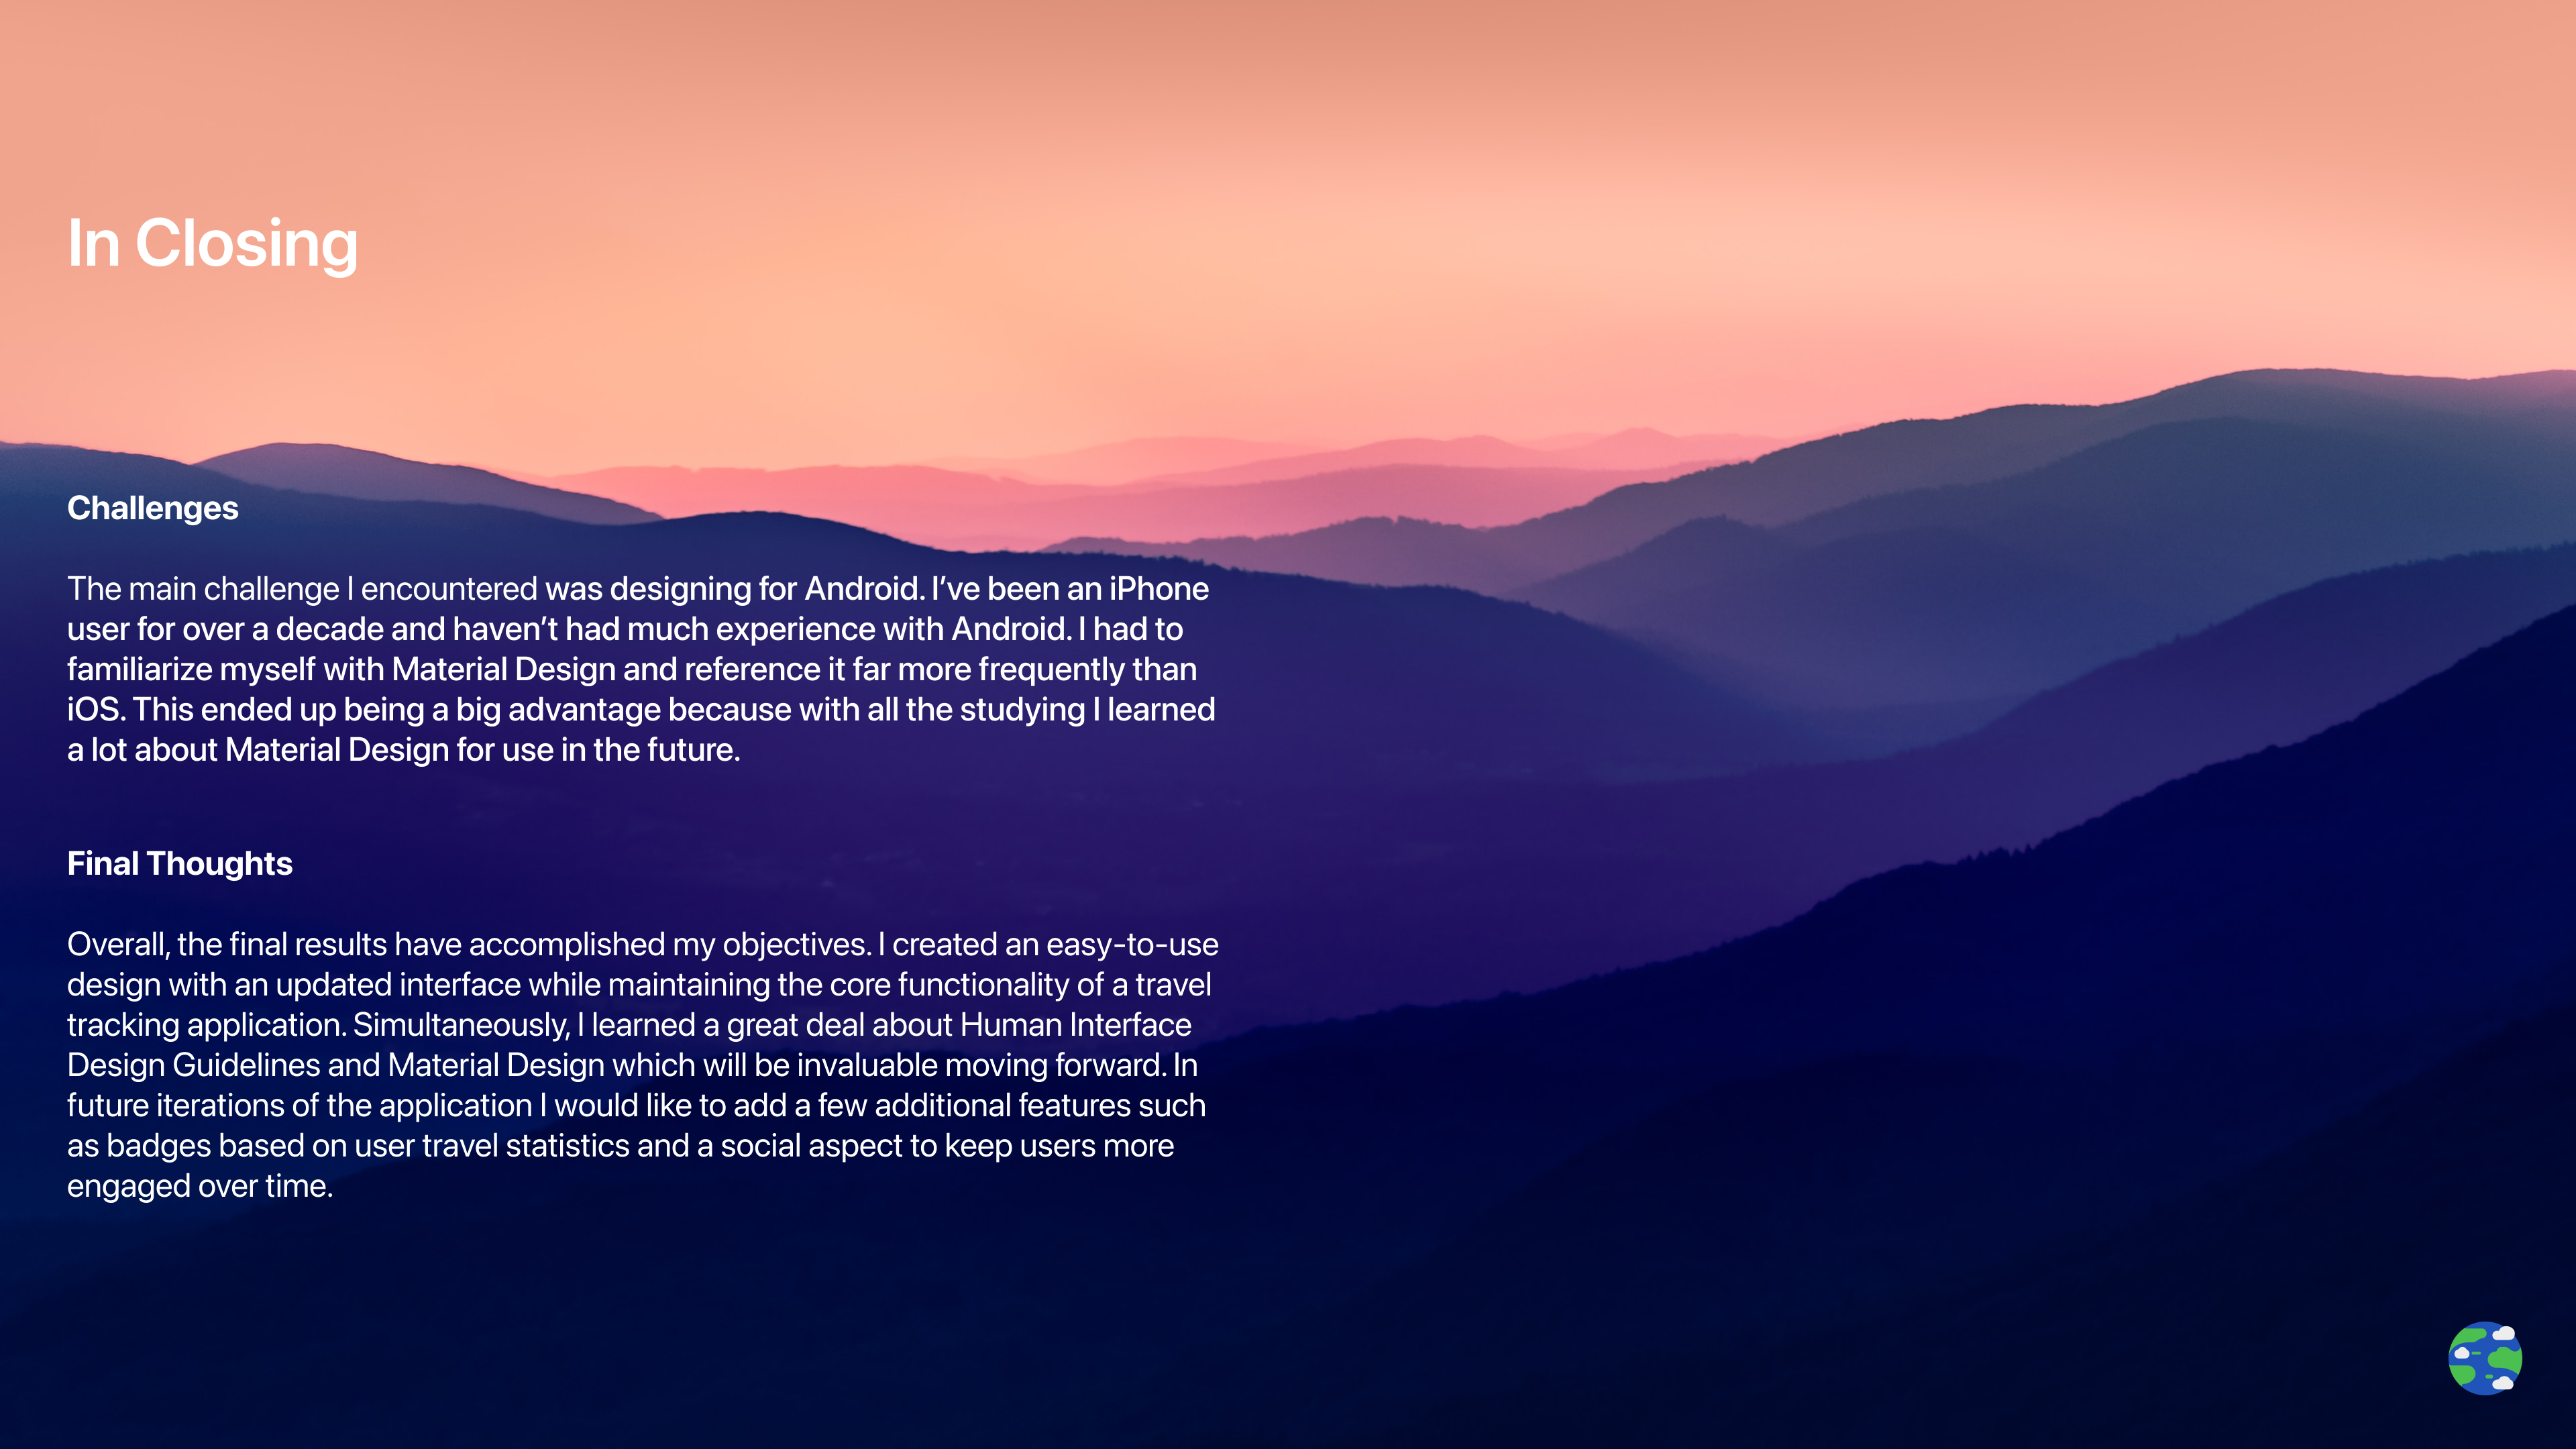 In Closing
Challenges
The main challenge I encountered was designing for Android. I’ve been an iPhone
user for over a decade and haven’t had much experience with Android. I had to
familiarize myself with Material Design and reference it far more frequently than
iOS. This ended up being a big advantage because with all the studying I learned
a lot about Material Design for use in the future.
Final Thoughts
Overall, the final results have accomplished my objectives. I created an easy-to-use
design with an updated interface while maintaining the core functionality of a travel
tracking application. Simultaneously, I learned a great deal about Human Interface
Design Guidelines and Material Design which will be invaluable moving forward. In
future iterations of the application I would like to add a few additional features such
as badges based on user travel statistics and a social aspect to keep users more
engaged over time.